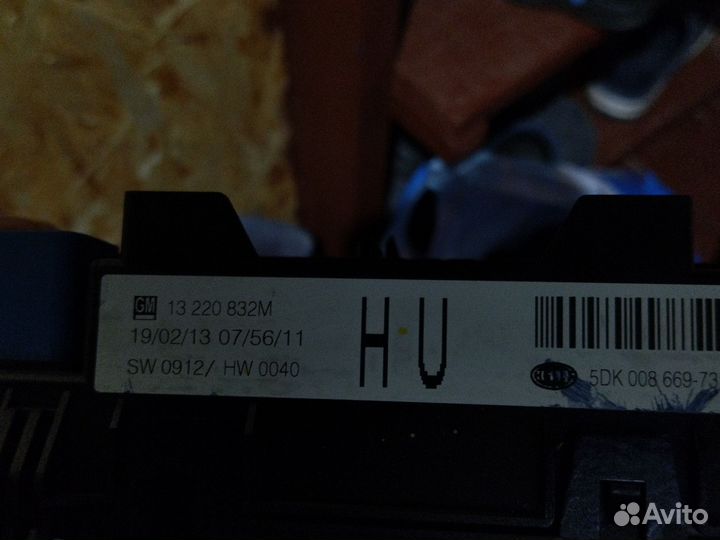 GM 13 220 832M
19/02/13 07/56/11
SW 0912/ HW 0040
H·V
HELLA 5DK 008 669-73
Avito